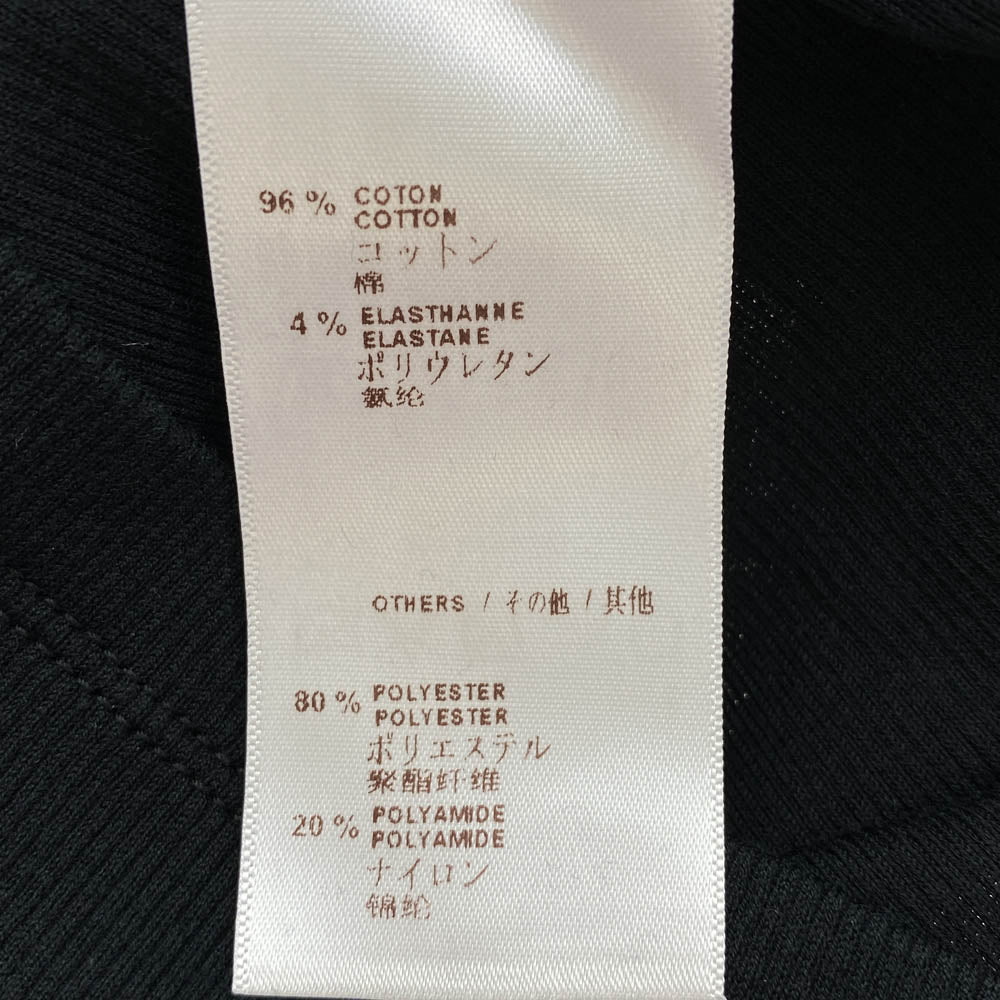 96 % COTON
COTTON
コットン
棉
4 % ELASTHANNE
ELASTANE
ポリウレタン
氨纶
OTHERS / その他 / 其他
80 % POLYESTER
POLYESTER
ポリエステル
聚酯纤维
20 % POLYAMIDE
POLYAMIDE
ナイロン
锦纶